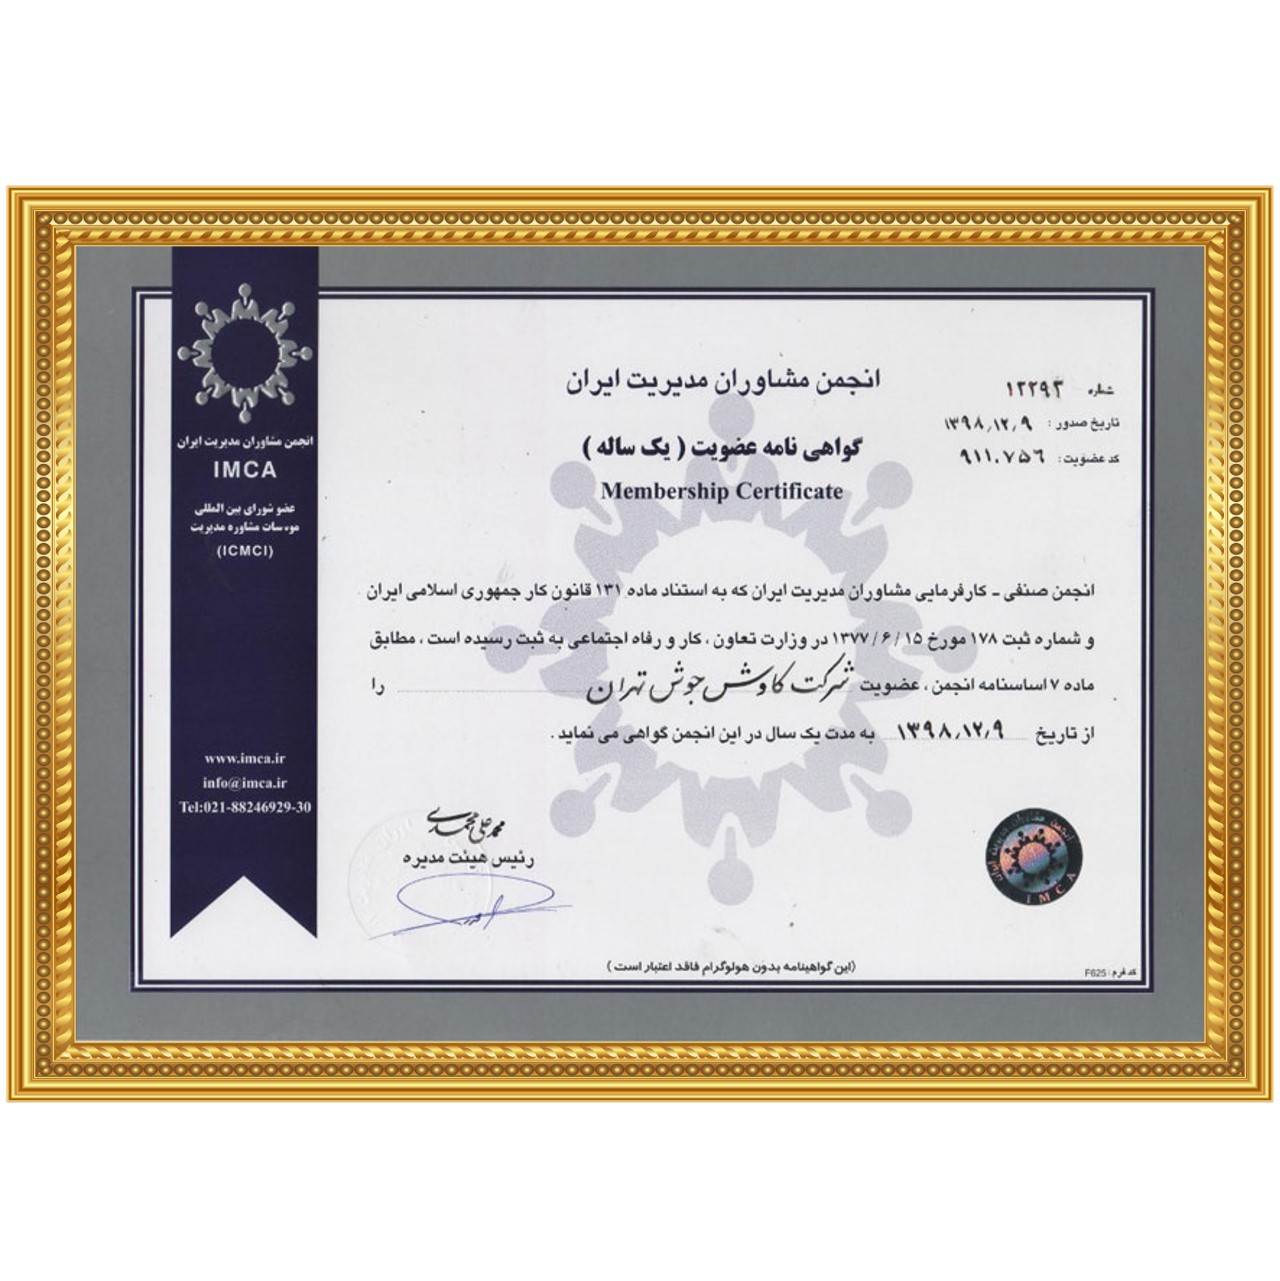 انجمن مشاوران مدیریت ایران
IMCA
عضو شورای بین المللی
موسسات مشاوره مدیریت
(ICMCI)
www.imca.ir
info@imca.ir
Tel:021-88246929-30
انجمن مشاوران مدیریت ایران
گواهی نامه عضویت ( یک ساله )
Membership Certificate
شماره ۱۲۲۹۳
تاریخ صدور : ۱۳۹۸,۱۲,۹
کد عضویت: ۹۱۱.۷۵۶
انجمن صنفی - کارفرمایی مشاوران مدیریت ایران که به استناد ماده ۱۳۱ قانون کار جمهوری اسلامی ایران
و شماره ثبت ۱۷۸ مورخ ۱۳۷۷/۶/۱۵ در وزارت تعاون ، کار و رفاه اجتماعی به ثبت رسیده است ، مطابق
ماده ۷ اساسنامه انجمن ، عضویت شرکت کاوش جوش تهران را
از تاریخ ۱۳۹۸,۱۲,۹ به مدت یک سال در این انجمن گواهی می نماید .
محمد علی محمدی
رئیس هیئت مدیره
انجمن مشاوران مدیریت ایران
IMCA
(این گواهینامه بدون هولوگرام فاقد اعتبار است )
کد فرم : F625